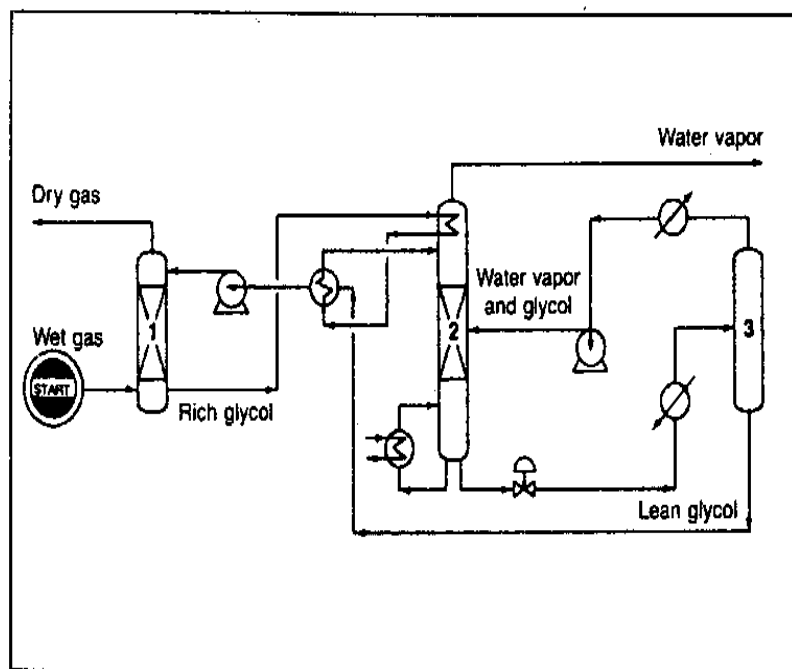 Water vapor
Dry gas
Water vapor
and glycol
Wet gas
START
1
2
3
Rich glycol
Lean glycol